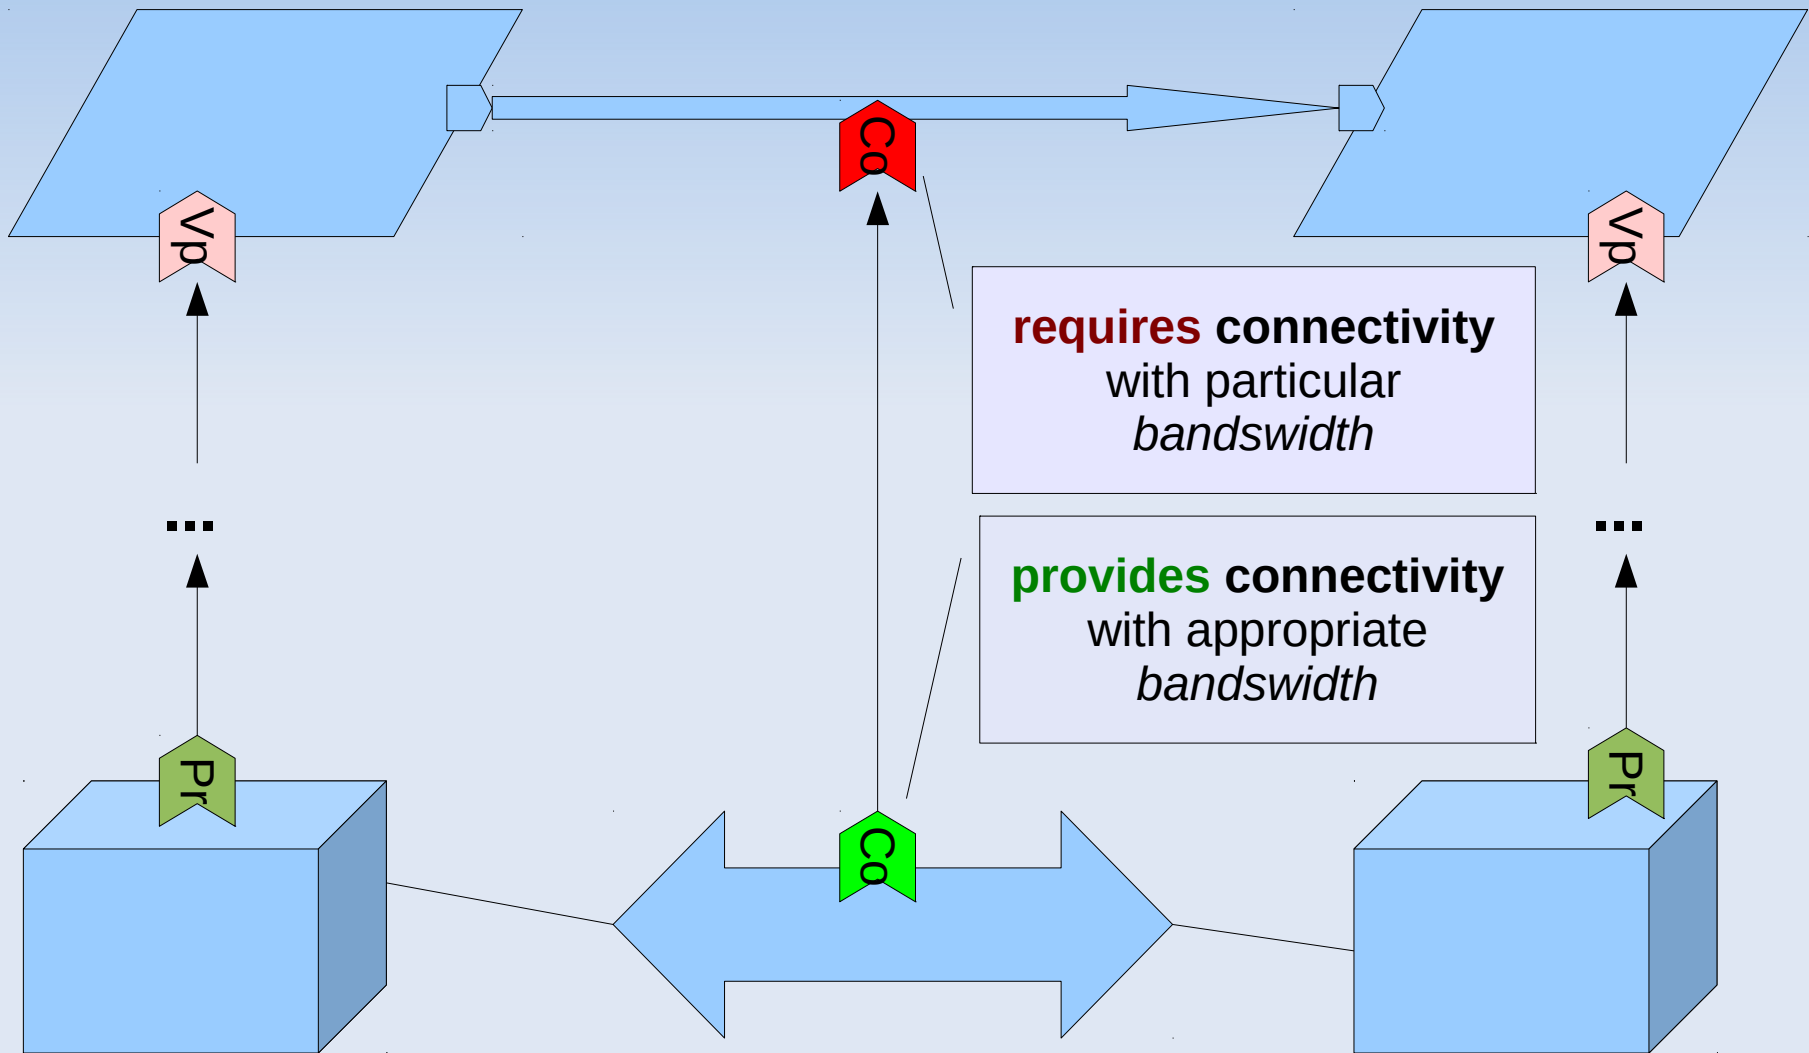 Co
Vp
Vp
requires connectivity
with particular
bandswidth
...
...
provides connectivity
with appropriate
bandswidth
Pr
Pr
Co